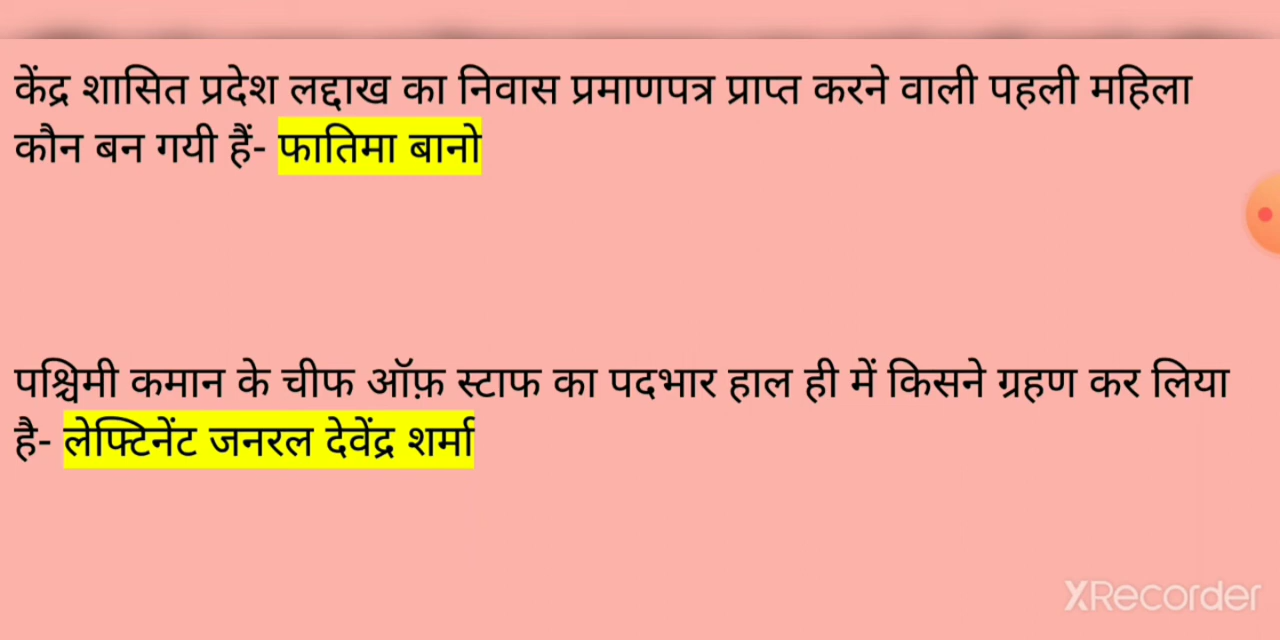 केंद्र शासित प्रदेश लद्दाख का निवास प्रमाणपत्र प्राप्त करने वाली पहली महिला
कौन बन गयी हैं- फातिमा बानो
पश्चिमी कमान के चीफ ऑफ़ स्टाफ का पदभार हाल ही में किसने ग्रहण कर लिया
है- लेफ्टिनेंट जनरल देवेंद्र शर्मा
XRecorder